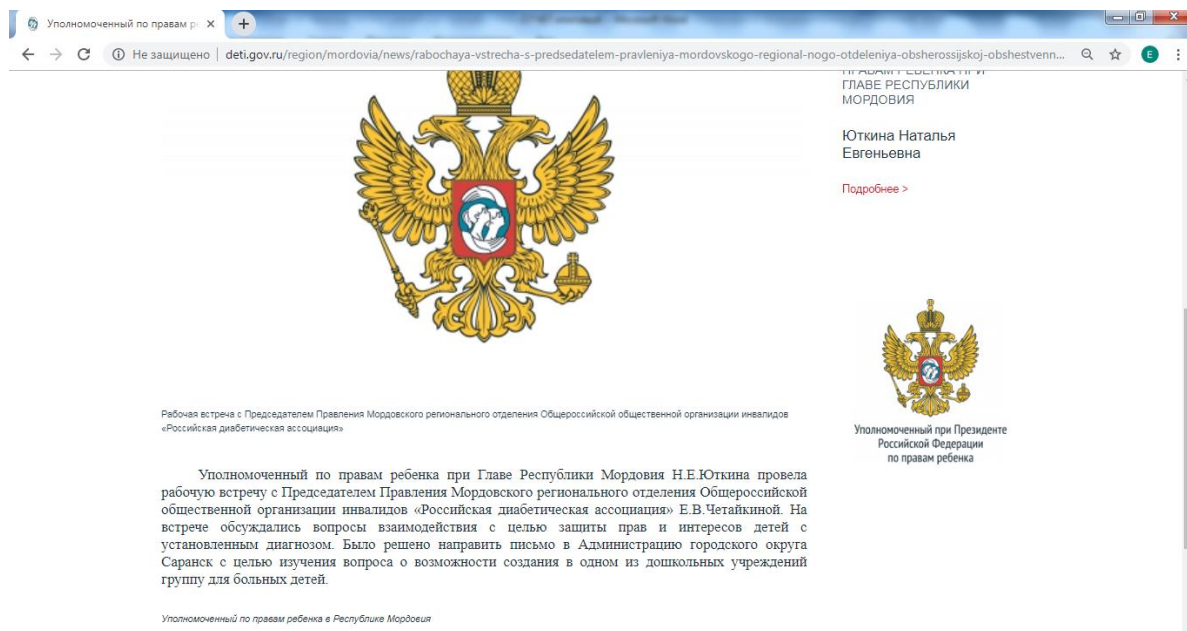 Уполномоченный по правам р
Не защищено | deti.gov.ru/region/mordovia/news/rabochaya-vstrecha-s-predsedatelem-pravleniya-mordovskogo-regional-nogo-otdeleniya-obsherossijskoj-obshestvenn...
E
ПРАВАМ РЕБЕНКА ПРИ
ГЛАВЕ РЕСПУБЛИКИ
МОРДОВИЯ
Юткина Наталья
Евгеньевна
Подробнее >
Уполномоченный при Президенте
Российской Федерации
по правам ребенка
Рабочая встреча с Председателем Правления Мордовского регионального отделения Общероссийской общественной организации инвалидов
«Российская диабетическая ассоциация»
Уполномоченный по правам ребенка при Главе Республики Мордовия Н.Е.Юткина провела
рабочую встречу с Председателем Правления Мордовского регионального отделения Общероссийской
общественной организации инвалидов «Российская диабетическая ассоциация» Е.В.Четайкиной. На
встрече обсуждались вопросы взаимодействия с целью защиты прав и интересов детей с
установленным диагнозом. Было решено направить письмо в Администрацию городского округа
Саранск с целью изучения вопроса о возможности создания в одном из дошкольных учреждений
группу для больных детей.
Уполномоченный по правам ребенка в Республике Мордовия